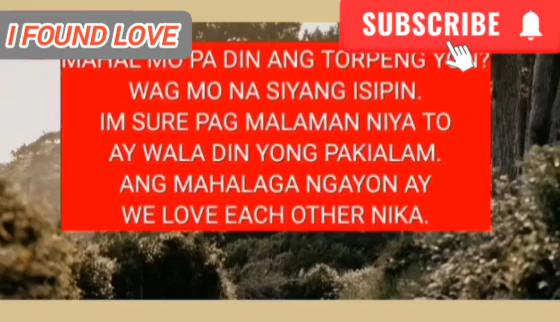 I FOUND LOVE
SUBSCRIBE
MAHAL MO PA DIN ANG TORPENG
WAG MO NA SIYANG ISIPIN.
IM SURE PAG MALAMAN NIYA TO
AY WALA DIN YONG PAKIALAM.
ANG MAHALAGA NGAYON AY
WE LOVE EACH OTHER NIKA.